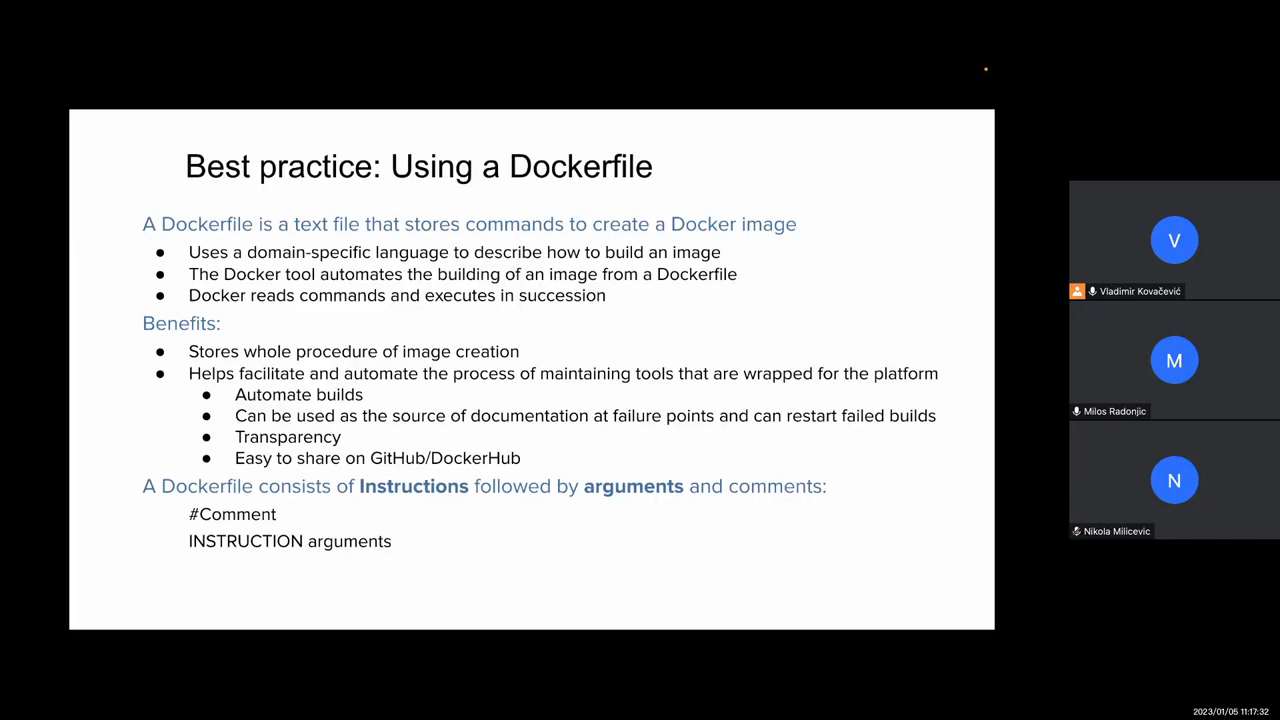 Best practice: Using a Dockerfile
A Dockerfile is a text file that stores commands to create a Docker image
● Uses a domain-specific language to describe how to build an image
● The Docker tool automates the building of an image from a Dockerfile
● Docker reads commands and executes in succession
Benefits:
● Stores whole procedure of image creation
● Helps facilitate and automate the process of maintaining tools that are wrapped for the platform
● Automate builds
● Can be used as the source of documentation at failure points and can restart failed builds
● Transparency
● Easy to share on GitHub/DockerHub
A Dockerfile consists of Instructions followed by arguments and comments:
#Comment
INSTRUCTION arguments
V
Vladimir Kovačević
M
Milos Radonjic
N
Nikola Milicevic
2023/01/05 11:17:32